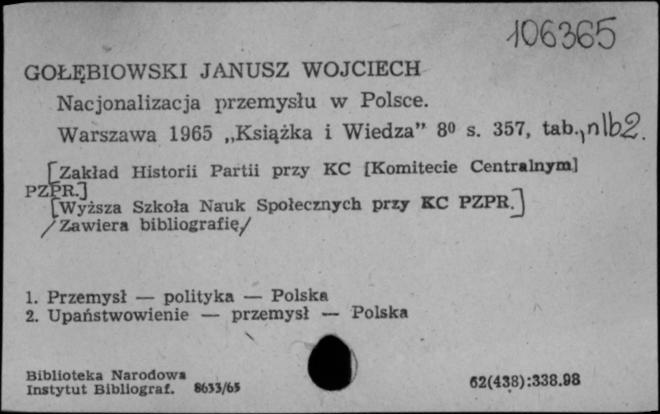 106365
GOŁĘBIOWSKI JANUSZ WOJCIECH
Nacjonalizacja przemysłu w Polsce.
Warszawa 1965 „Książka i Wiedza” 8⁰ s. 357, tab., nlb2.
[Zakład Historii Partii przy KC [Komitecie Centralnym]
PZPR.]
[Wyższa Szkoła Nauk Społecznych przy KC PZPR.]
/Zawiera bibliografię/
1. Przemysł — polityka — Polska
2. Upaństwowienie — przemysł — Polska
Biblioteka Narodowa
Instytut Bibliograf. 8633/65
62(438):338.98